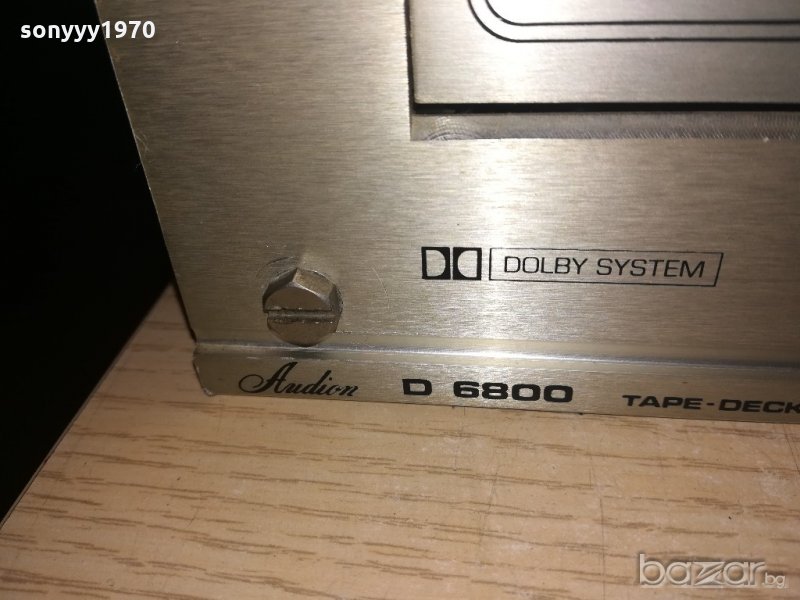 sonyyy1970
DOLBY SYSTEM
Audion D 6800 TAPE-DECK
bazar.bg